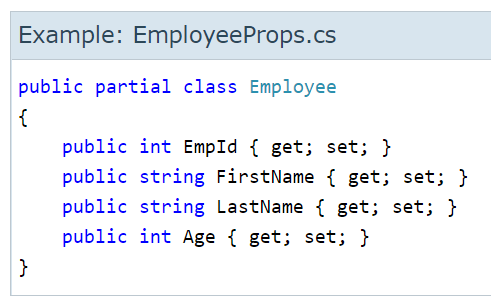 Example: EmployeeProps.cs
public partial class Employee
{
    public int EmpId { get; set; }
    public string FirstName { get; set; }
    public string LastName { get; set; }
    public int Age { get; set; }
}